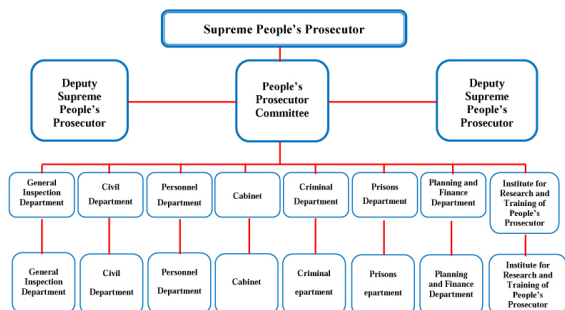 Supreme People's Prosecutor
Deputy
Supreme
People's
Prosecutor
People's
Prosecutor
Committee
Deputy
Supreme
People's
Prosecutor
General
Inspection
Department
Civil
Department
Personnel
Department
Cabinet
Criminal
Department
Prisons
Department
Planning and
Finance
Department
Institute for
Research and
Training of
People's
Prosecutor
General
Inspection
Department
Civil
Department
Personnel
Department
Cabinet
Criminal
epartment
Prisons
epartment
Planning
and Finance
Department
Institute for
Research and
Training of
People's
Prosecutor